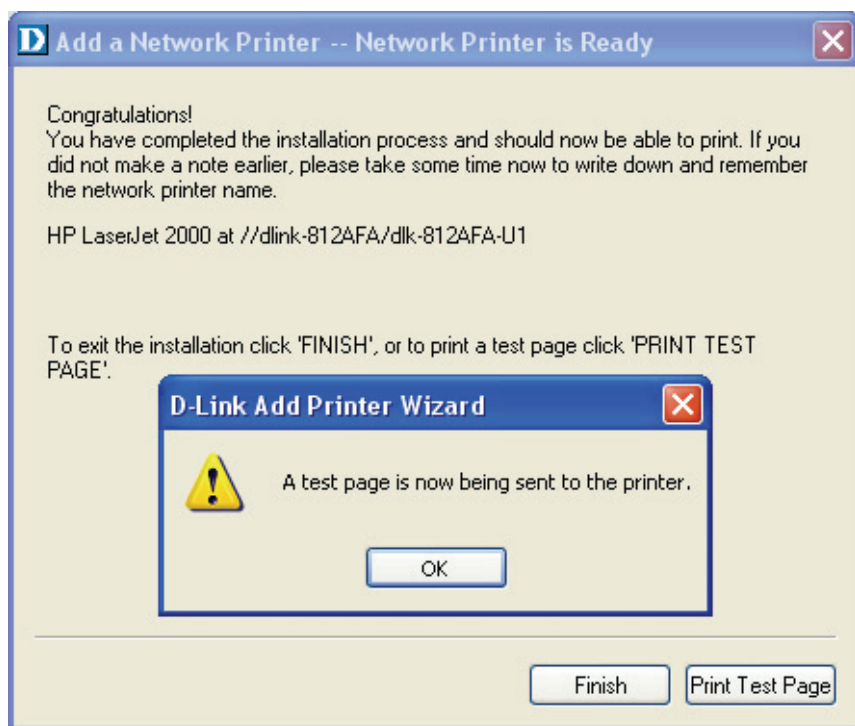 D Add a Network Printer -- Network Printer is Ready
Congratulations!
You have completed the installation process and should now be able to print. If you
did not make a note earlier, please take some time now to write down and remember
the network printer name.
HP LaserJet 2000 at //dlink-812AFA/dlk-812AFA-U1
To exit the installation click 'FINISH', or to print a test page click 'PRINT TEST
PAGE'.
D-Link Add Printer Wizard
A test page is now being sent to the printer.
OK
Finish
Print Test Page